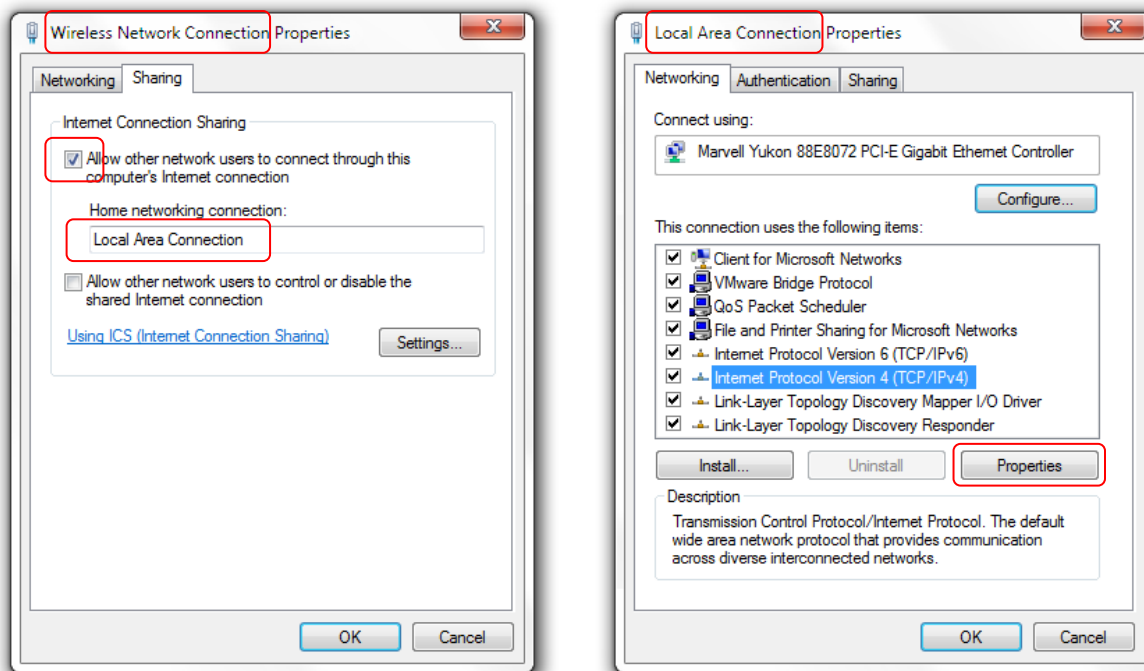 Wireless Network Connection Properties
Networking
Sharing
Internet Connection Sharing
Allow other network users to connect through this
computer's Internet connection
Home networking connection:
Local Area Connection
Allow other network users to control or disable the
shared Internet connection
Using ICS (Internet Connection Sharing)
Settings...
OK
Cancel
Local Area Connection Properties
Networking
Authentication
Sharing
Connect using:
Marvell Yukon 88E8072 PCI-E Gigabit Ethernet Controller
Configure...
This connection uses the following items:
Client for Microsoft Networks
VMware Bridge Protocol
QoS Packet Scheduler
File and Printer Sharing for Microsoft Networks
Internet Protocol Version 6 (TCP/IPv6)
Internet Protocol Version 4 (TCP/IPv4)
Link-Layer Topology Discovery Mapper I/O Driver
Link-Layer Topology Discovery Responder
Install...
Uninstall
Properties
Description
Transmission Control Protocol/Internet Protocol. The default
wide area network protocol that provides communication
across diverse interconnected networks.
OK
Cancel